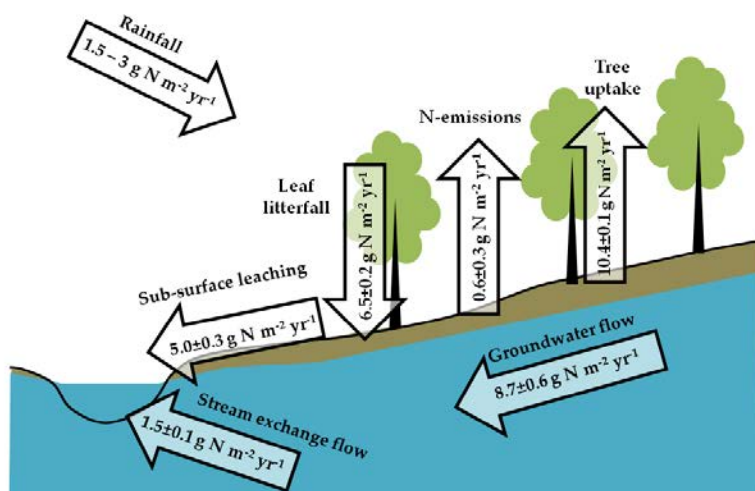 Rainfall
1.5 – 3 g N m⁻² yr⁻¹
Tree
uptake
10.4±0.1 g N m⁻² yr⁻¹
N-emissions
0.6±0.3 g N m⁻² yr⁻¹
Leaf
litterfall
6.5±0.2 g N m⁻² yr⁻¹
Sub-surface leaching
5.0±0.3 g N m⁻² yr⁻¹
Groundwater flow
8.7±0.6 g N m⁻² yr⁻¹
Stream exchange flow
1.5±0.1 g N m⁻² yr⁻¹